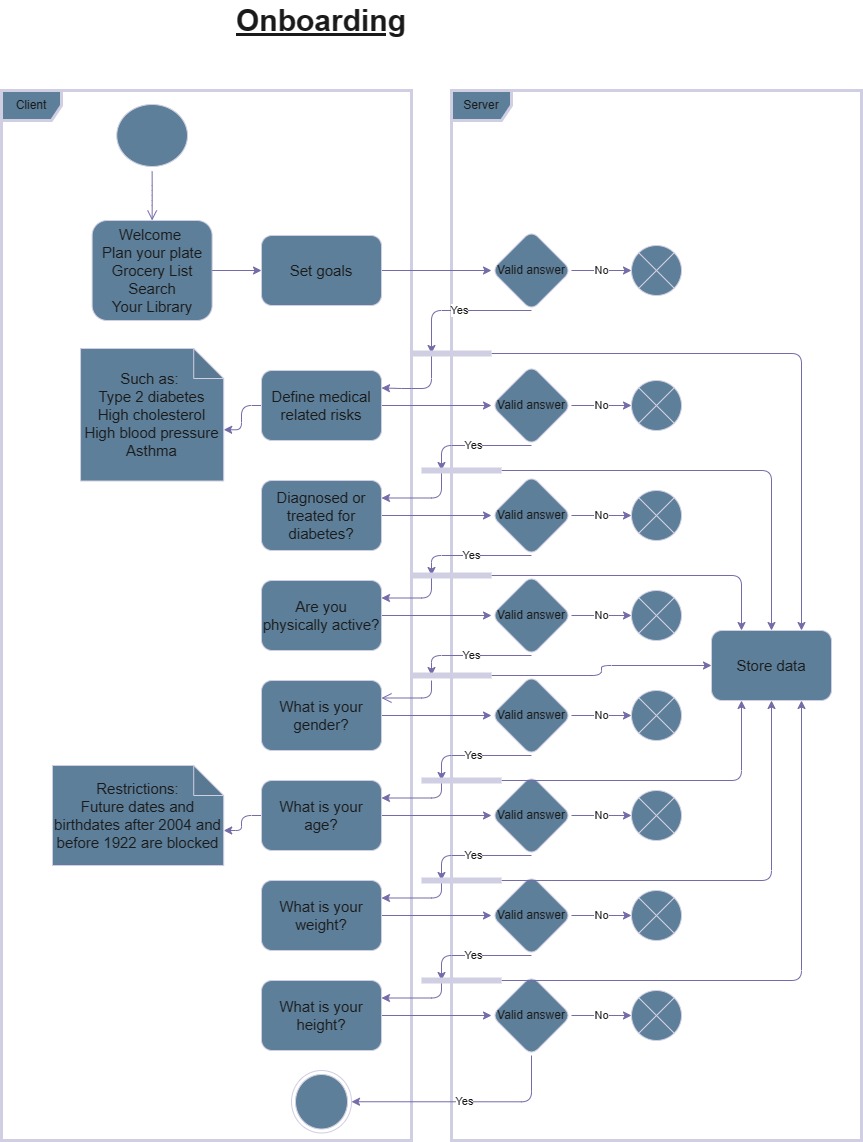 Onboarding
Client
Server
Welcome
Plan your plate
Grocery List
Search
Your Library
Set goals
Valid answer
No
Yes
Such as:
Type 2 diabetes
High cholesterol
High blood pressure
Asthma
Define medical
related risks
Valid answer
No
Yes
Diagnosed or
treated for
diabetes?
Valid answer
No
Yes
Are you
physically active?
Valid answer
No
Yes
Store data
What is your
gender?
Valid answer
No
Yes
Restrictions:
Future dates and
birthdates after 2004 and
before 1922 are blocked
What is your
age?
Valid answer
No
Yes
What is your
weight?
Valid answer
No
Yes
What is your
height?
Valid answer
No
Yes